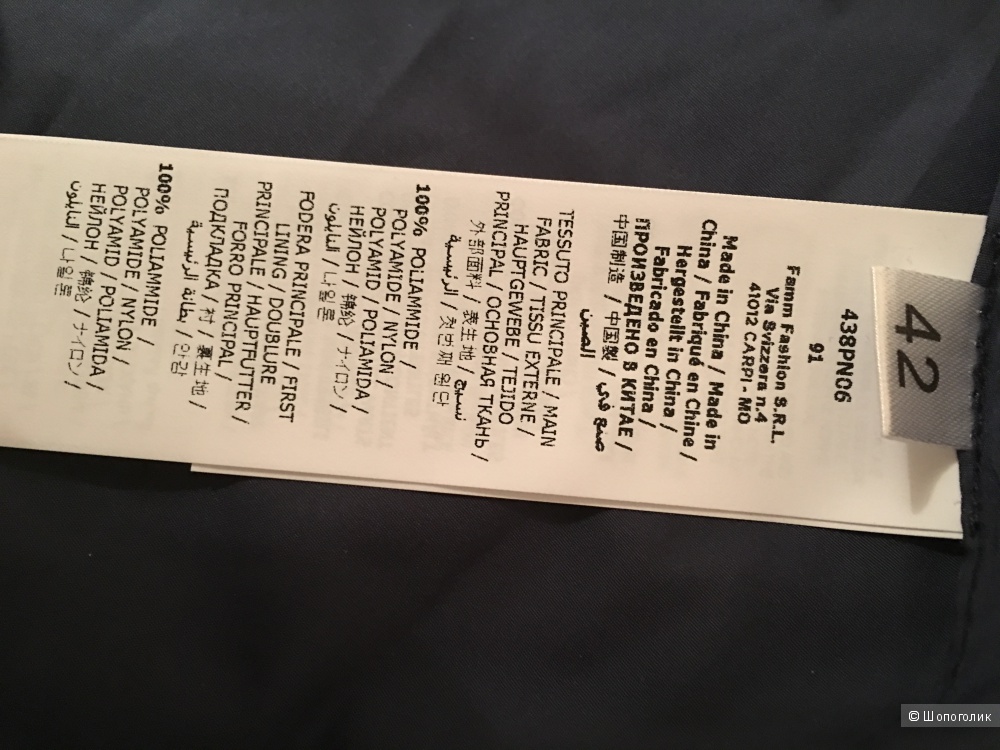 42
438PN06
91
Famm Fashion S.R.L.
Via Svizzera n.4
41012 CARPI - MO
Made in China / Made in
China / Fabriqué en Chine /
Hergestellt in China /
Fabricado en China /
ПРОИЗВЕДЕНО В КИТАЕ /
中国制造 / 中国製 / صنع في
الصين
TESSUTO PRINCIPALE / MAIN
FABRIC / TISSU EXTERNE /
HAUPTGEWEBE / TEJIDO
PRINCIPAL / ОСНОВНАЯ ТКАНЬ /
外部面料 / 表生地 / 첫번째 원단 / نسيج
الرئيسية
100% POLIAMMIDE /
POLYAMIDE / NYLON /
POLYAMID / POLIAMIDA /
НЕЙЛОН / 锦纶 / ナイロン /
나일론 / النايلون
FODERA PRINCIPALE / FIRST
LINING / DOUBLURE
PRINCIPALE / HAUPTFUTTER /
FORRO PRINCIPAL /
ПОДКЛАДКА / 衬 / 裏生地 /
안감 / بطانة الرئيسية
100% POLIAMMIDE /
POLYAMIDE / NYLON /
POLYAMID / POLIAMIDA /
НЕЙЛОН / 锦纶 / ナイロン /
나일론 / النايلون
© Шопоголик